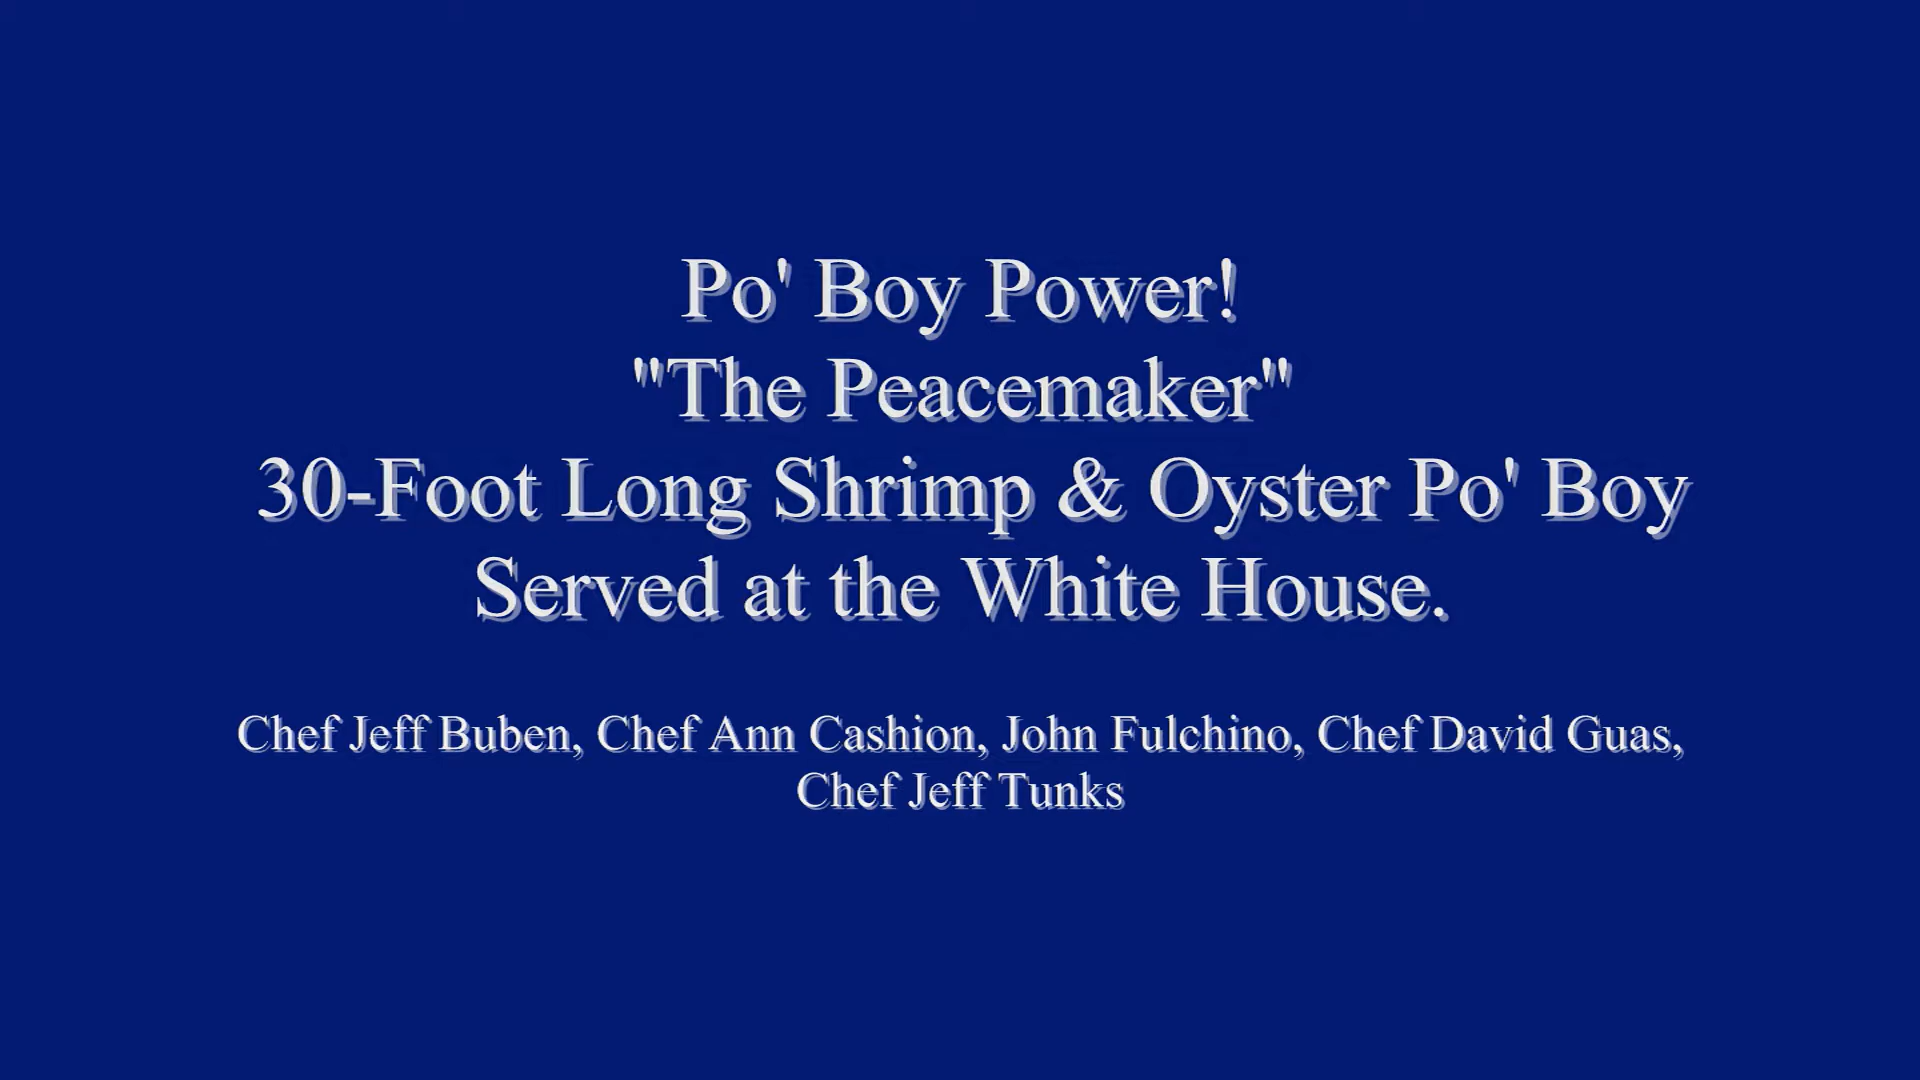 Po' Boy Power!
"The Peacemaker"
30-Foot Long Shrimp & Oyster Po' Boy
Served at the White House.
Chef Jeff Buben, Chef Ann Cashion, John Fulchino, Chef David Guas,
Chef Jeff Tunks